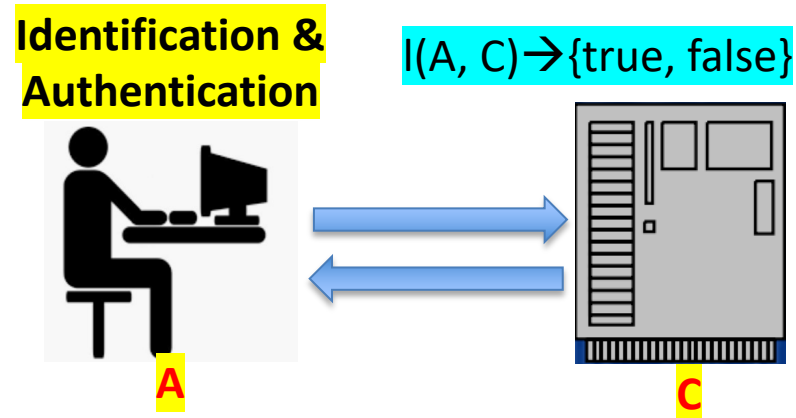 Identification &
Authentication
I(A, C)→{true, false}
A
C